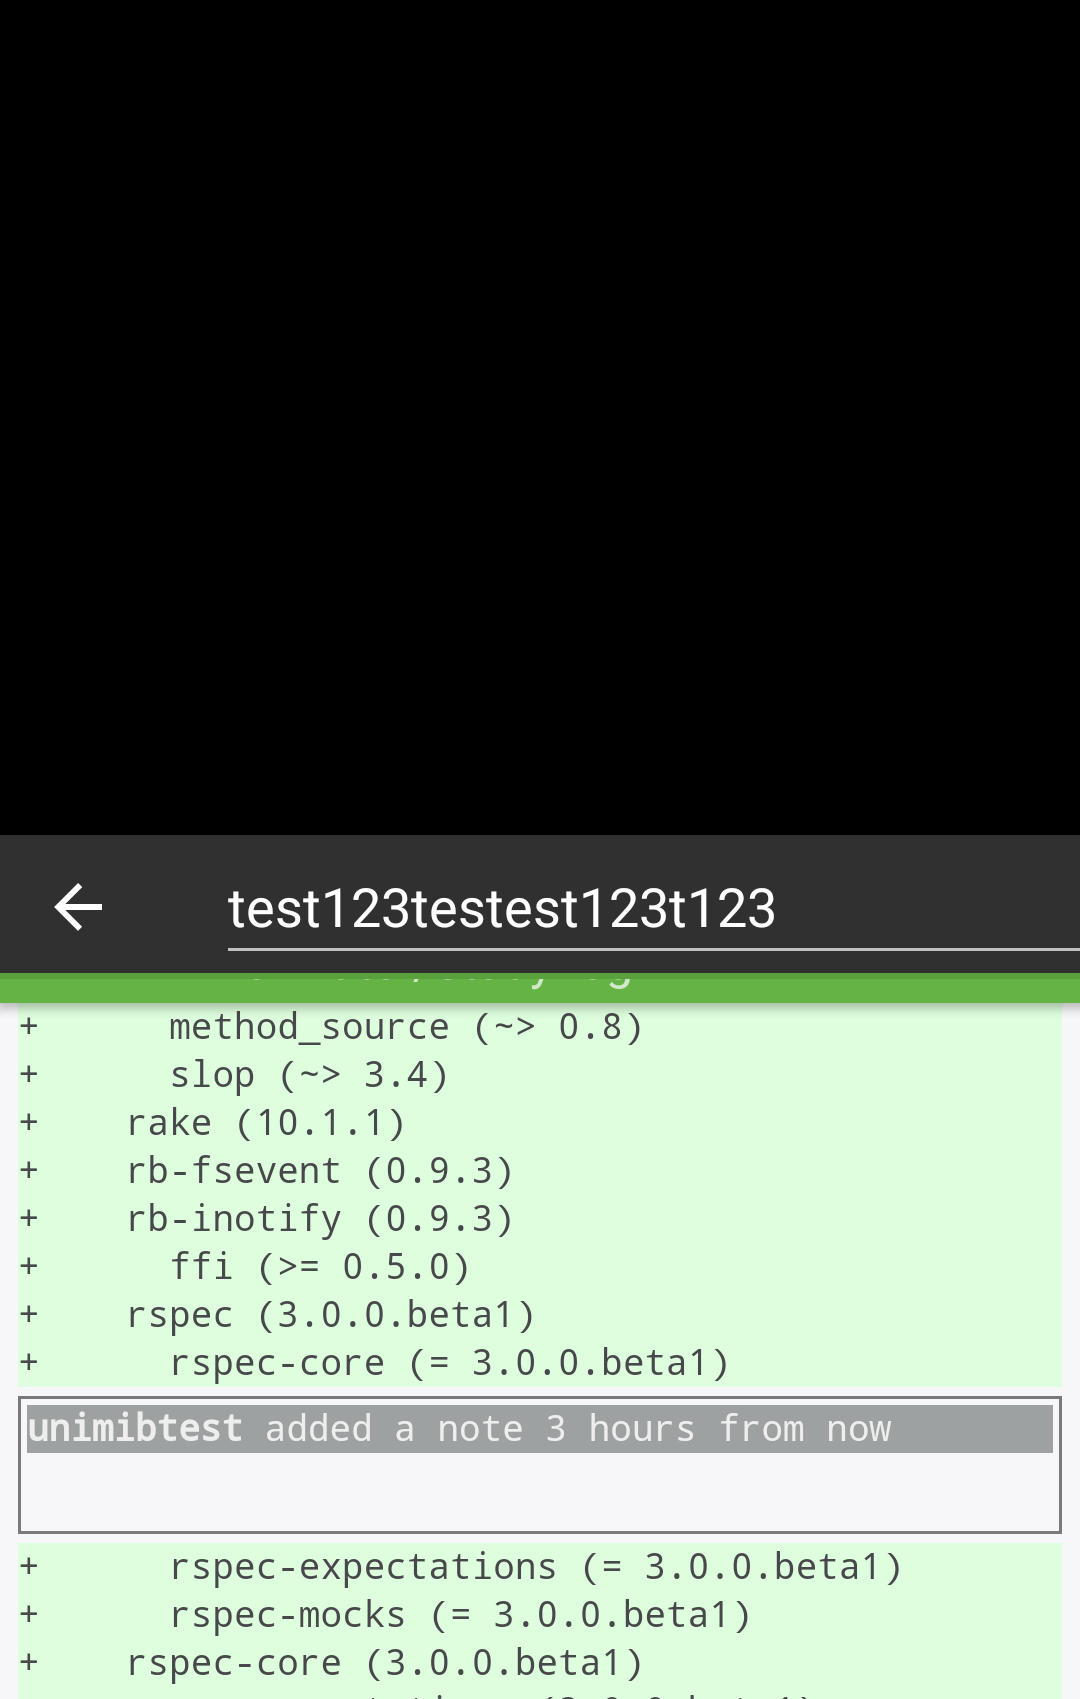 test123testest123t123
+ method_source (~> 0.8)
+ slop (~> 3.4)
+ rake (10.1.1)
+ rb-fsevent (0.9.3)
+ rb-inotify (0.9.3)
+ ffi (>= 0.5.0)
+ rspec (3.0.0.beta1)
+ rspec-core (= 3.0.0.beta1)
unimibtest added a note 3 hours from now
+ rspec-expectations (= 3.0.0.beta1)
+ rspec-mocks (= 3.0.0.beta1)
+ rspec-core (3.0.0.beta1)